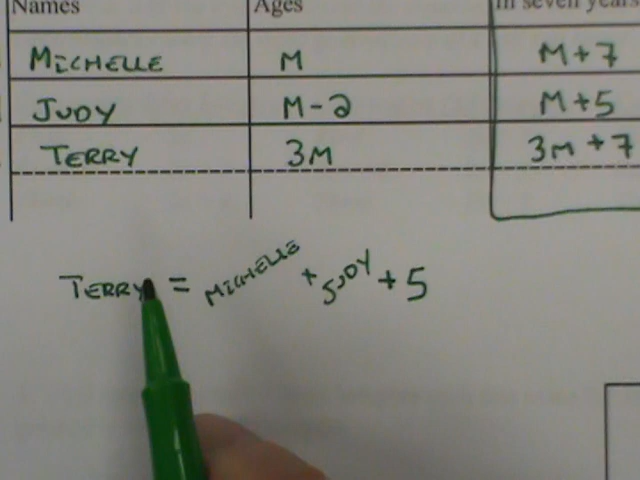 Names Ages In seven years
MICHELLE M M+7
JUDY M-2 M+5
TERRY 3M 3M+7
TERRY = MICHELLE + JUDY + 5